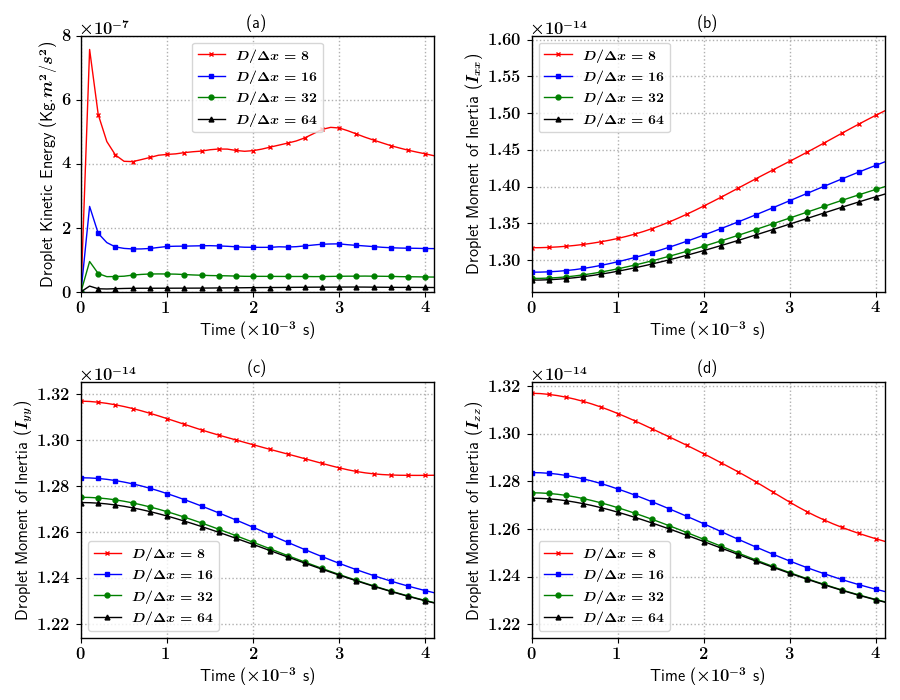 (a)
×10⁻⁷
8
6
4
2
0
Droplet Kinetic Energy (Kg.m²/s²)
D/Δx = 8
D/Δx = 16
D/Δx = 32
D/Δx = 64
0 1 2 3 4
Time (×10⁻³ s)
(b)
×10⁻¹⁴
1.60
1.55
1.50
1.45
1.40
1.35
1.30
Droplet Moment of Inertia (Iₓₓ)
D/Δx = 8
D/Δx = 16
D/Δx = 32
D/Δx = 64
0 1 2 3 4
Time (×10⁻³ s)
(c)
×10⁻¹⁴
1.32
1.30
1.28
1.26
1.24
1.22
Droplet Moment of Inertia (I_yy)
D/Δx = 8
D/Δx = 16
D/Δx = 32
D/Δx = 64
0 1 2 3 4
Time (×10⁻³ s)
(d)
×10⁻¹⁴
1.32
1.30
1.28
1.26
1.24
1.22
Droplet Moment of Inertia (I_zz)
D/Δx = 8
D/Δx = 16
D/Δx = 32
D/Δx = 64
0 1 2 3 4
Time (×10⁻³ s)